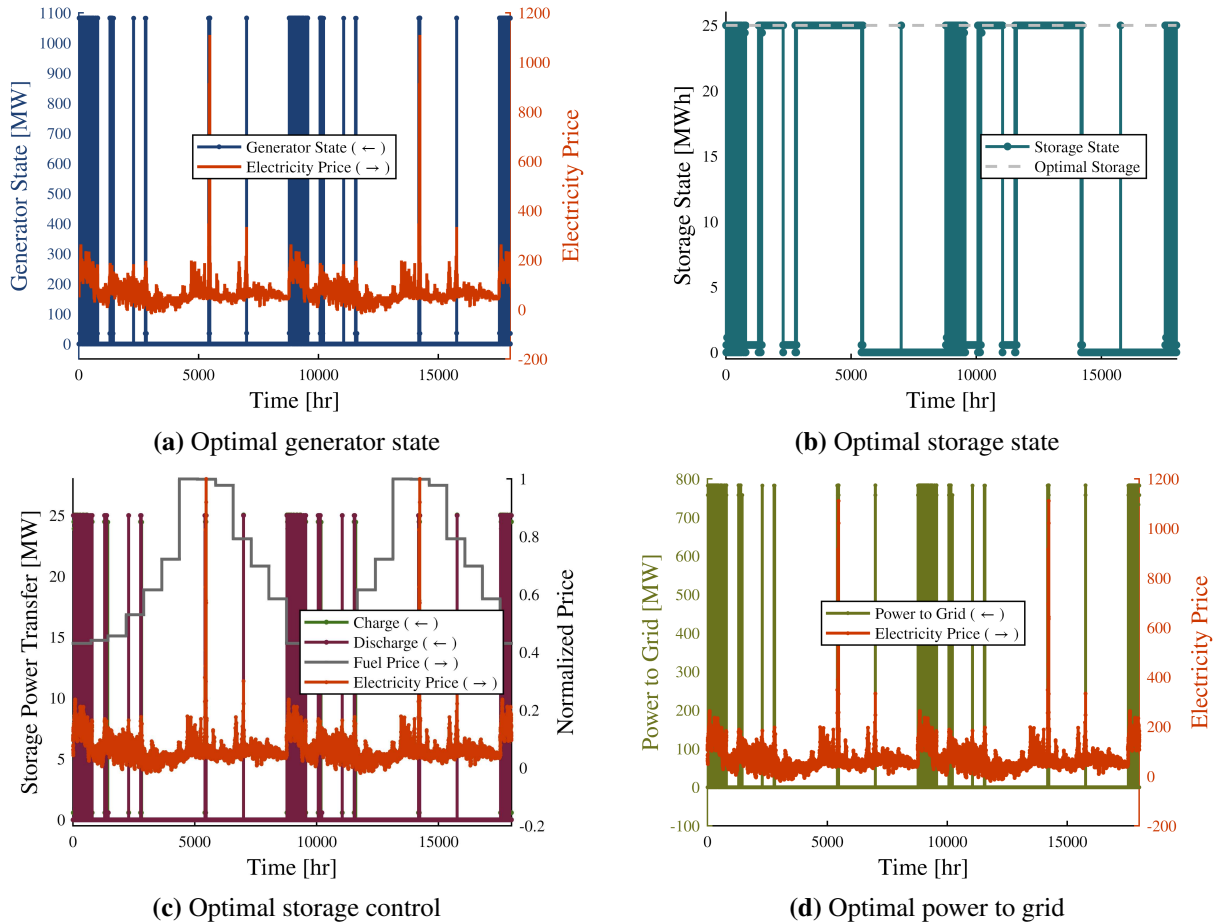 1100
1000
900
800
700
600
500
400
300
200
100
0
Generator State [MW]
1200
1000
800
600
400
200
0
-200
Electricity Price
Generator State ( ← )
Electricity Price ( → )
0 5000 10000 15000
Time [hr]
(a) Optimal generator state
25
20
15
10
5
0
Storage State [MWh]
Storage State
Optimal Storage
0 5000 10000 15000
Time [hr]
(b) Optimal storage state
25
20
15
10
5
0
Storage Power Transfer [MW]
1
0.8
0.6
0.4
0.2
0
-0.2
Normalized Price
Charge ( ← )
Discharge ( ← )
Fuel Price ( → )
Electricity Price ( → )
0 5000 10000 15000
Time [hr]
(c) Optimal storage control
800
700
600
500
400
300
200
100
0
-100
Power to Grid [MW]
1200
1000
800
600
400
200
0
-200
Electricity Price
Power to Grid ( ← )
Electricity Price ( → )
0 5000 10000 15000
Time [hr]
(d) Optimal power to grid